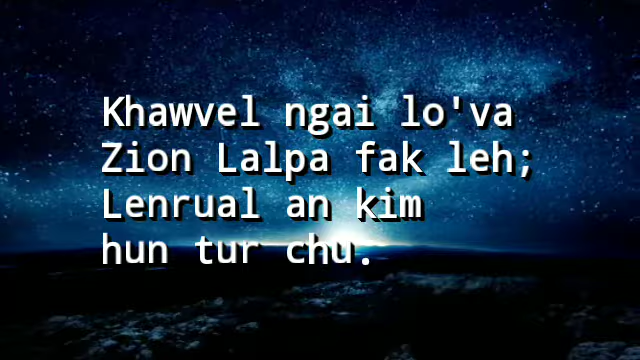 Khawvel ngai lo'va
Zion Lalpa fak leh;
Lenrual an kim
hun tur chu.